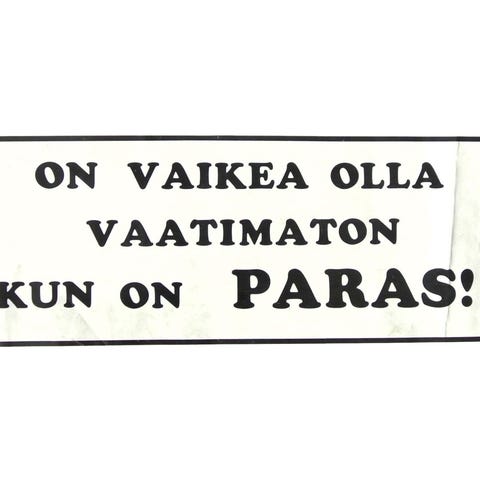 ON VAIKEA OLLA
VAATIMATON
KUN ON PARAS!